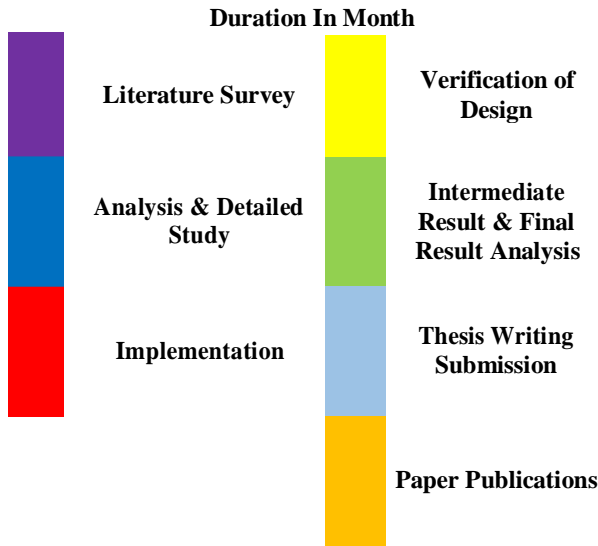 Duration In Month
Literature Survey
Verification of
Design
Analysis & Detailed
Study
Intermediate
Result & Final
Result Analysis
Implementation
Thesis Writing
Submission
Paper Publications